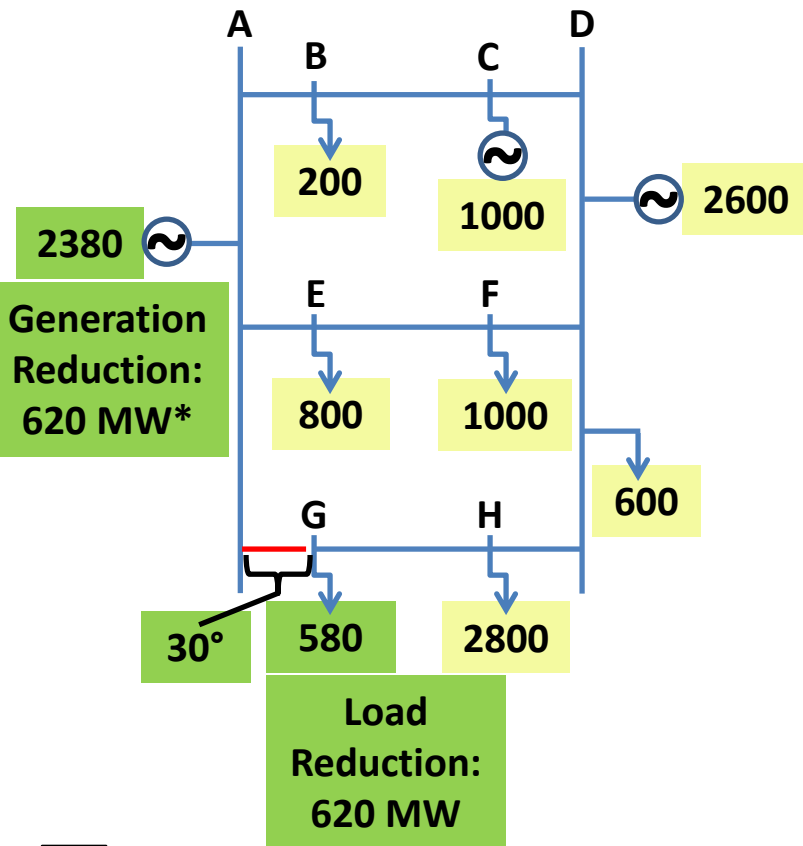 A
D
B
C
200
1000
2600
2380
Generation
Reduction:
620 MW*
E
F
800
1000
600
G
H
30°
580
2800
Load
Reduction:
620 MW